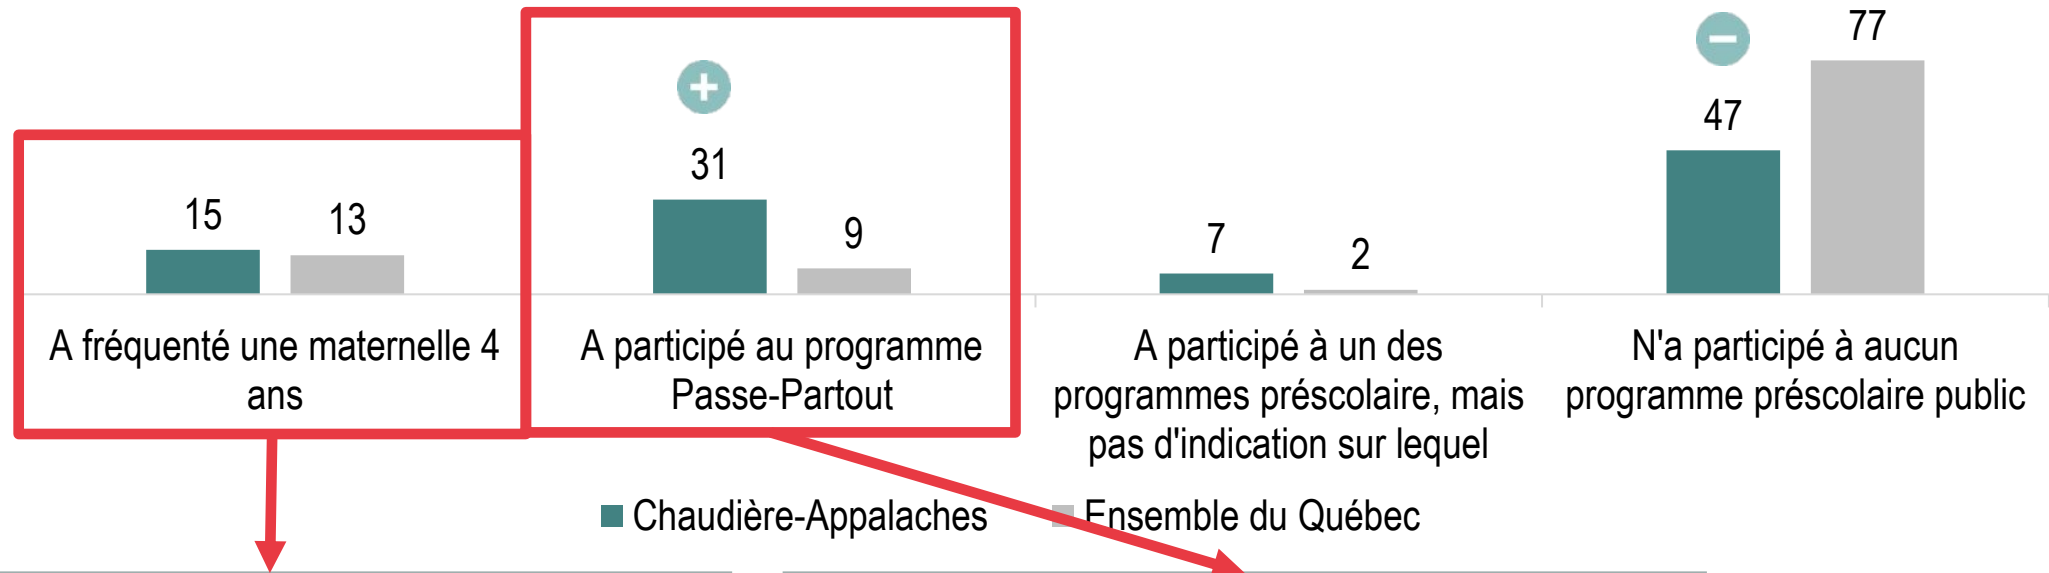 77
47
31
15
13
9
7
2
A fréquenté une maternelle 4
ans
A participé au programme
Passe-Partout
A participé à un des
programmes préscolaire, mais
pas d'indication sur lequel
N'a participé à aucun
programme préscolaire public
Chaudière-Appalaches
Ensemble du Québec